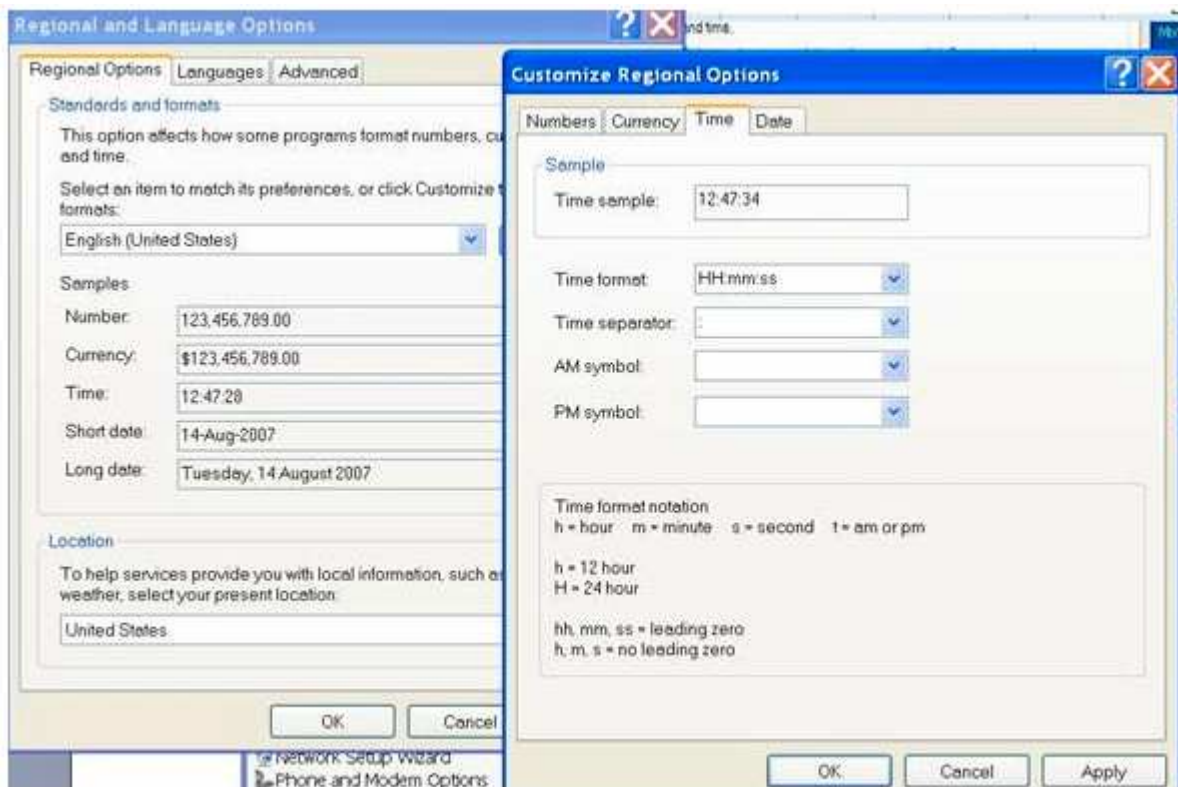 Regional and Language Options
Regional Options
Languages
Advanced
Standards and formats
This option affects how some programs format numbers,
and time.
Select an item to match its preferences, or click Customize
formats:
English (United States)
Samples
Number:
123,456,789.00
Currency:
$123,456,789.00
Time:
12:47:28
Short date:
14-Aug-2007
Long date:
Tuesday, 14 August 2007
Location
To help services provide you with local information, such as
weather, select your present location:
United States
OK
Cancel
Network Setup Wizard
Phone and Modem Options
and time.
Customize Regional Options
Numbers
Currency
Time
Date
Sample
Time sample:
12:47:34
Time format:
HH:mm:ss
Time separator:
:
AM symbol:
PM symbol:
Time format notation
h = hour m = minute s = second t = am or pm
h = 12 hour
H = 24 hour
hh, mm, ss = leading zero
h, m, s = no leading zero
OK
Cancel
Apply